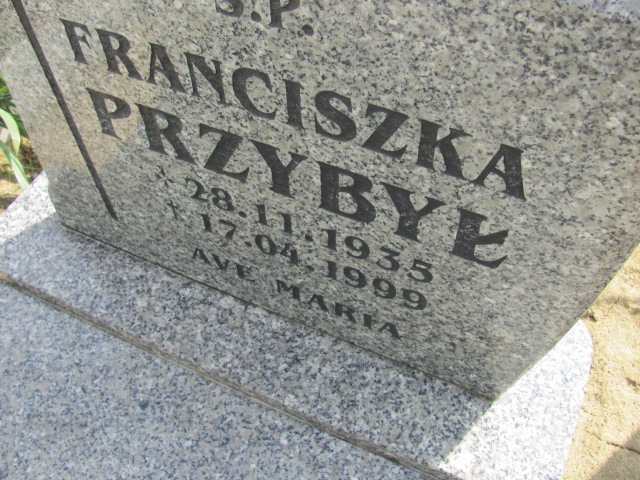 Ś.P.
FRANCISZKA
PRZYBYŁ
* 28.11.1935
† 17.04.1999
AVE MARIA